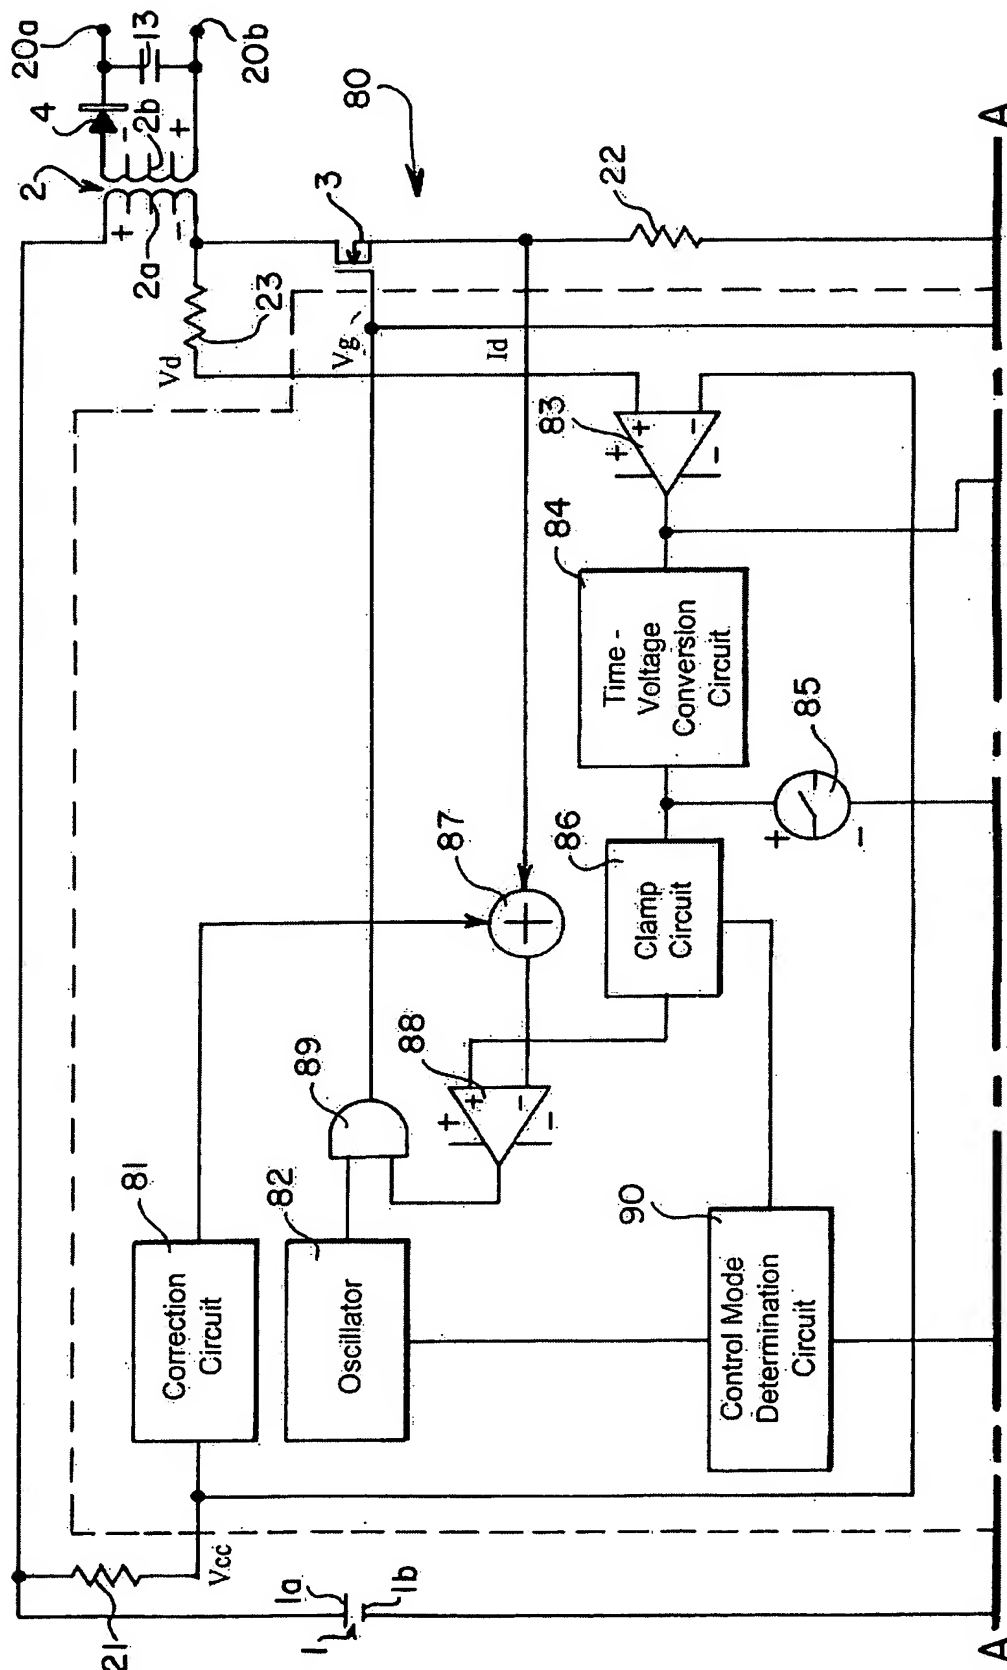 20a
13
20b
4
2b
-
+
2
+
-
2a
80
3
22
23
Vd
Vg
Id
83
+
-
+
-
84
Time -
Voltage
Conversion
Circuit
85
+
-
86
Clamp
Circuit
87
88
+
-
+
-
89
81
Correction
Circuit
82
Oscillator
90
Control Mode
Determination
Circuit
Vcc
21
1a
1b
1
A
A